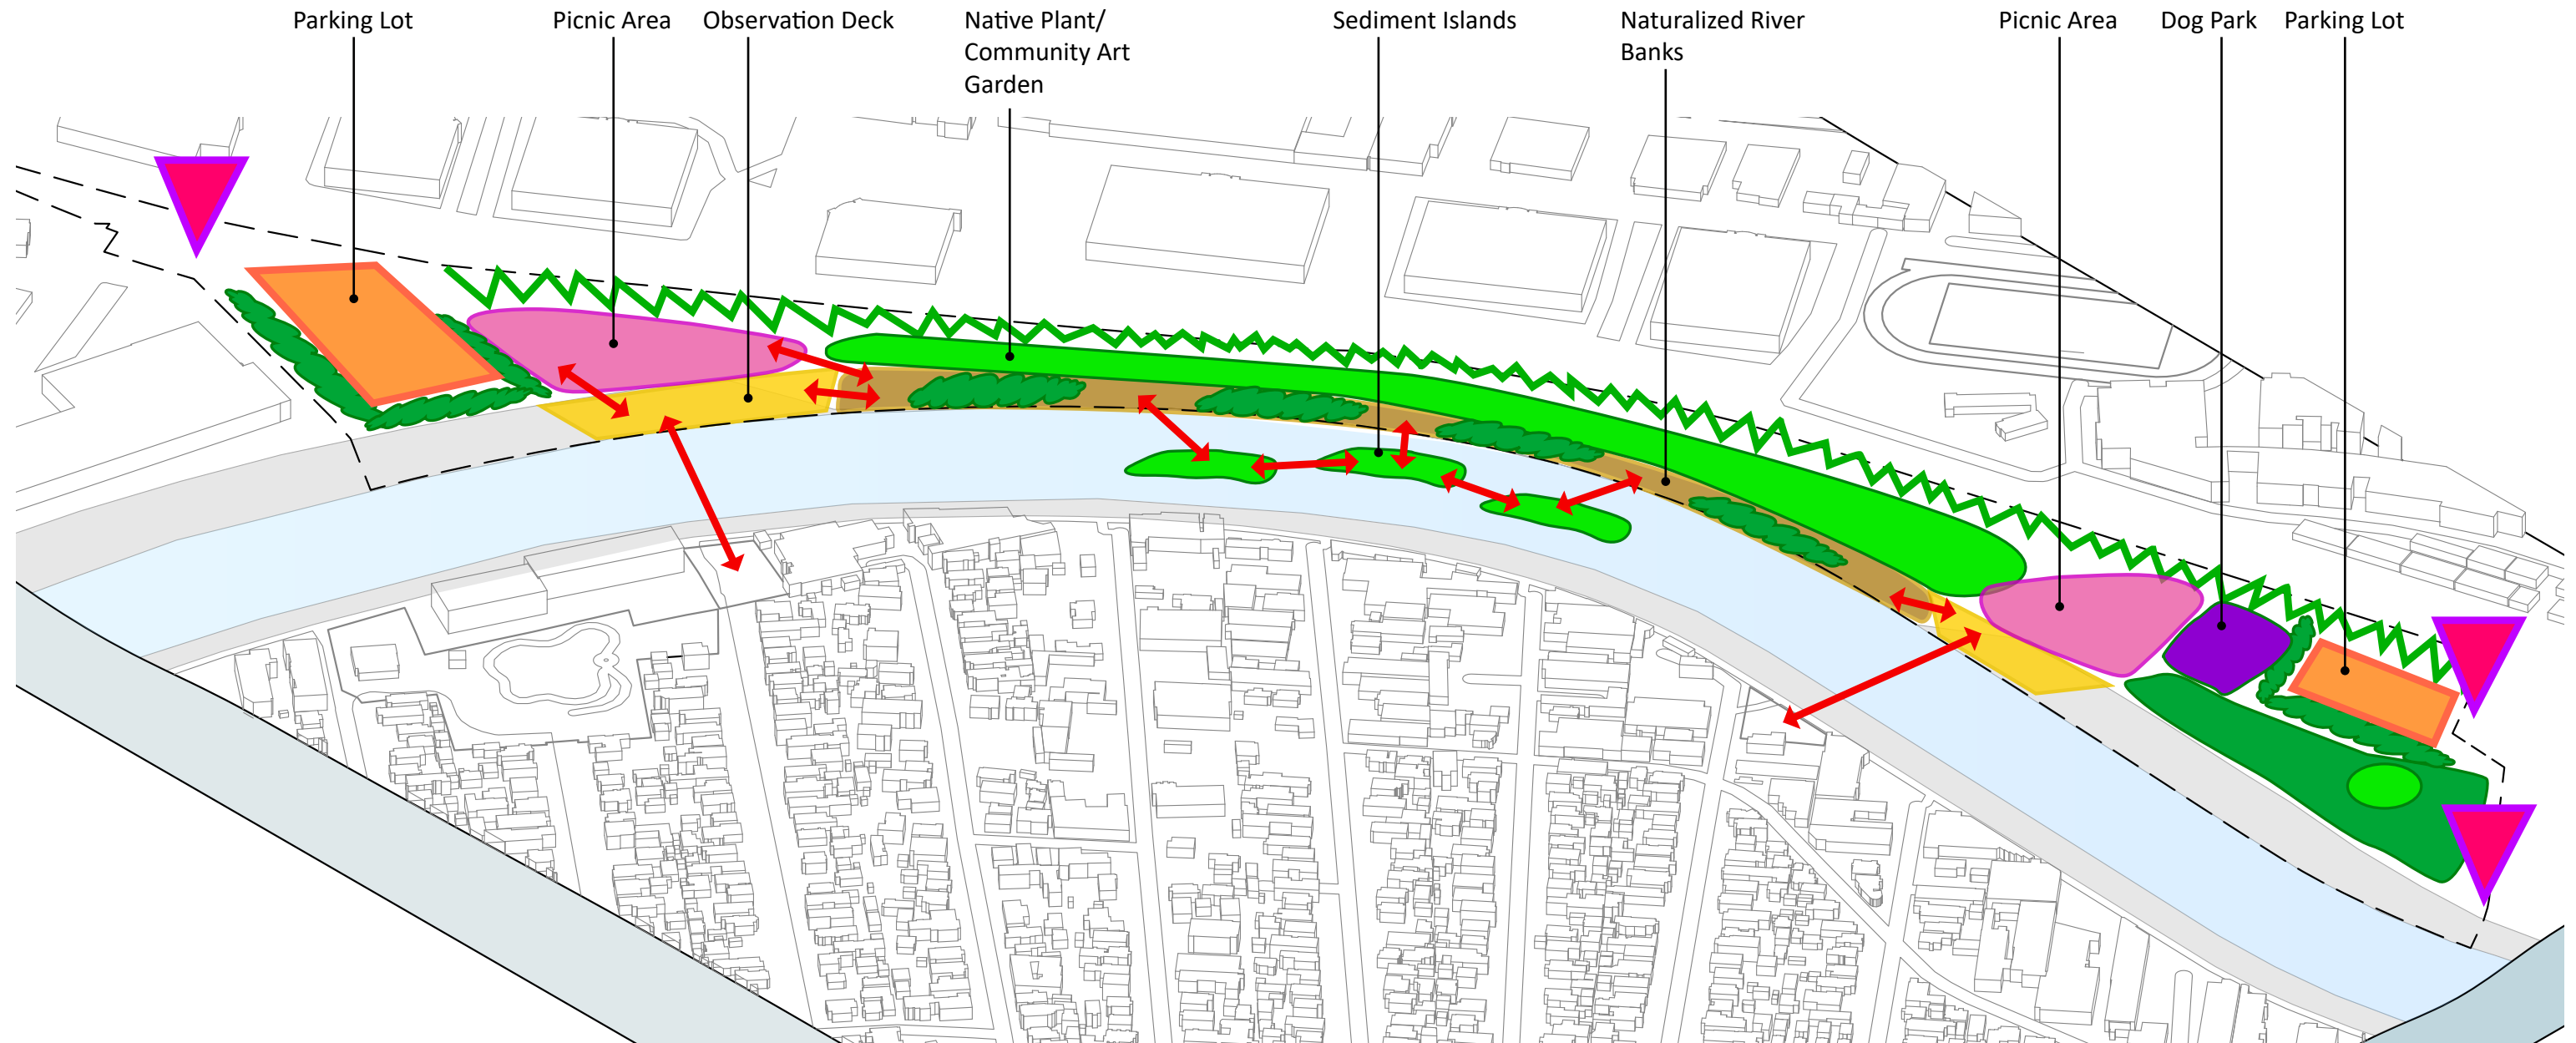 Parking Lot
Picnic Area
Observation Deck
Native Plant/
Community Art
Garden
Sediment Islands
Naturalized River
Banks
Picnic Area
Dog Park
Parking Lot